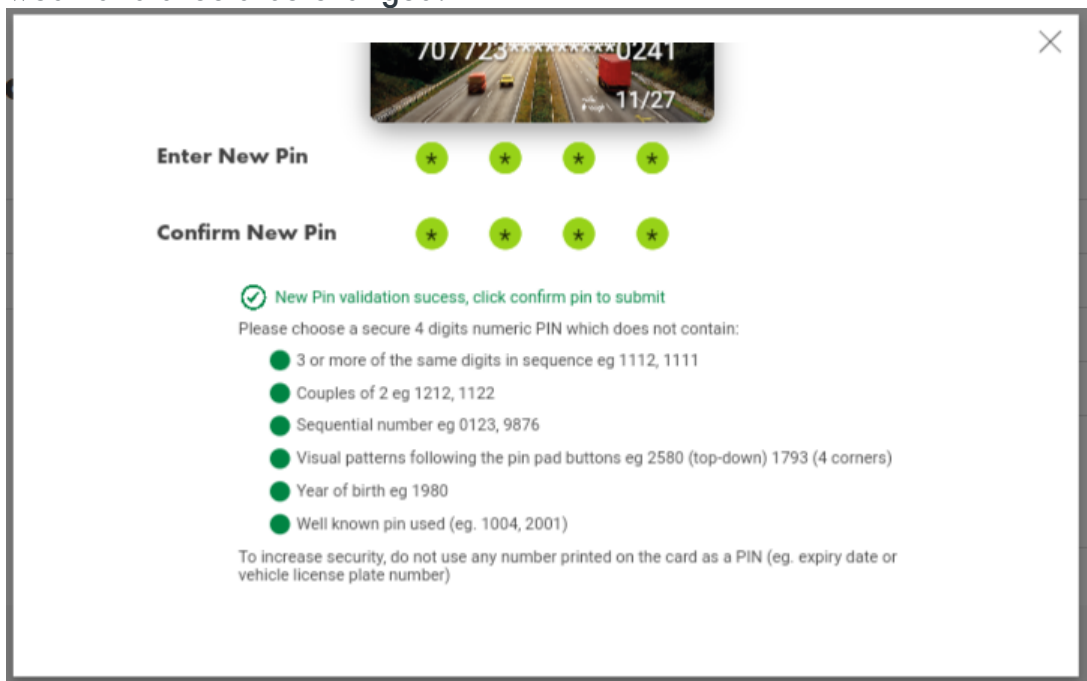 707723*********0241
11/27
Enter New Pin * * * *
Confirm New Pin * * * *
New Pin validation sucess, click confirm pin to submit
Please choose a secure 4 digits numeric PIN which does not contain:
3 or more of the same digits in sequence eg 1112, 1111
Couples of 2 eg 1212, 1122
Sequential number eg 0123, 9876
Visual patterns following the pin pad buttons eg 2580 (top-down) 1793 (4 corners)
Year of birth eg 1980
Well known pin used (eg. 1004, 2001)
To increase security, do not use any number printed on the card as a PIN (eg. expiry date or
vehicle license plate number)